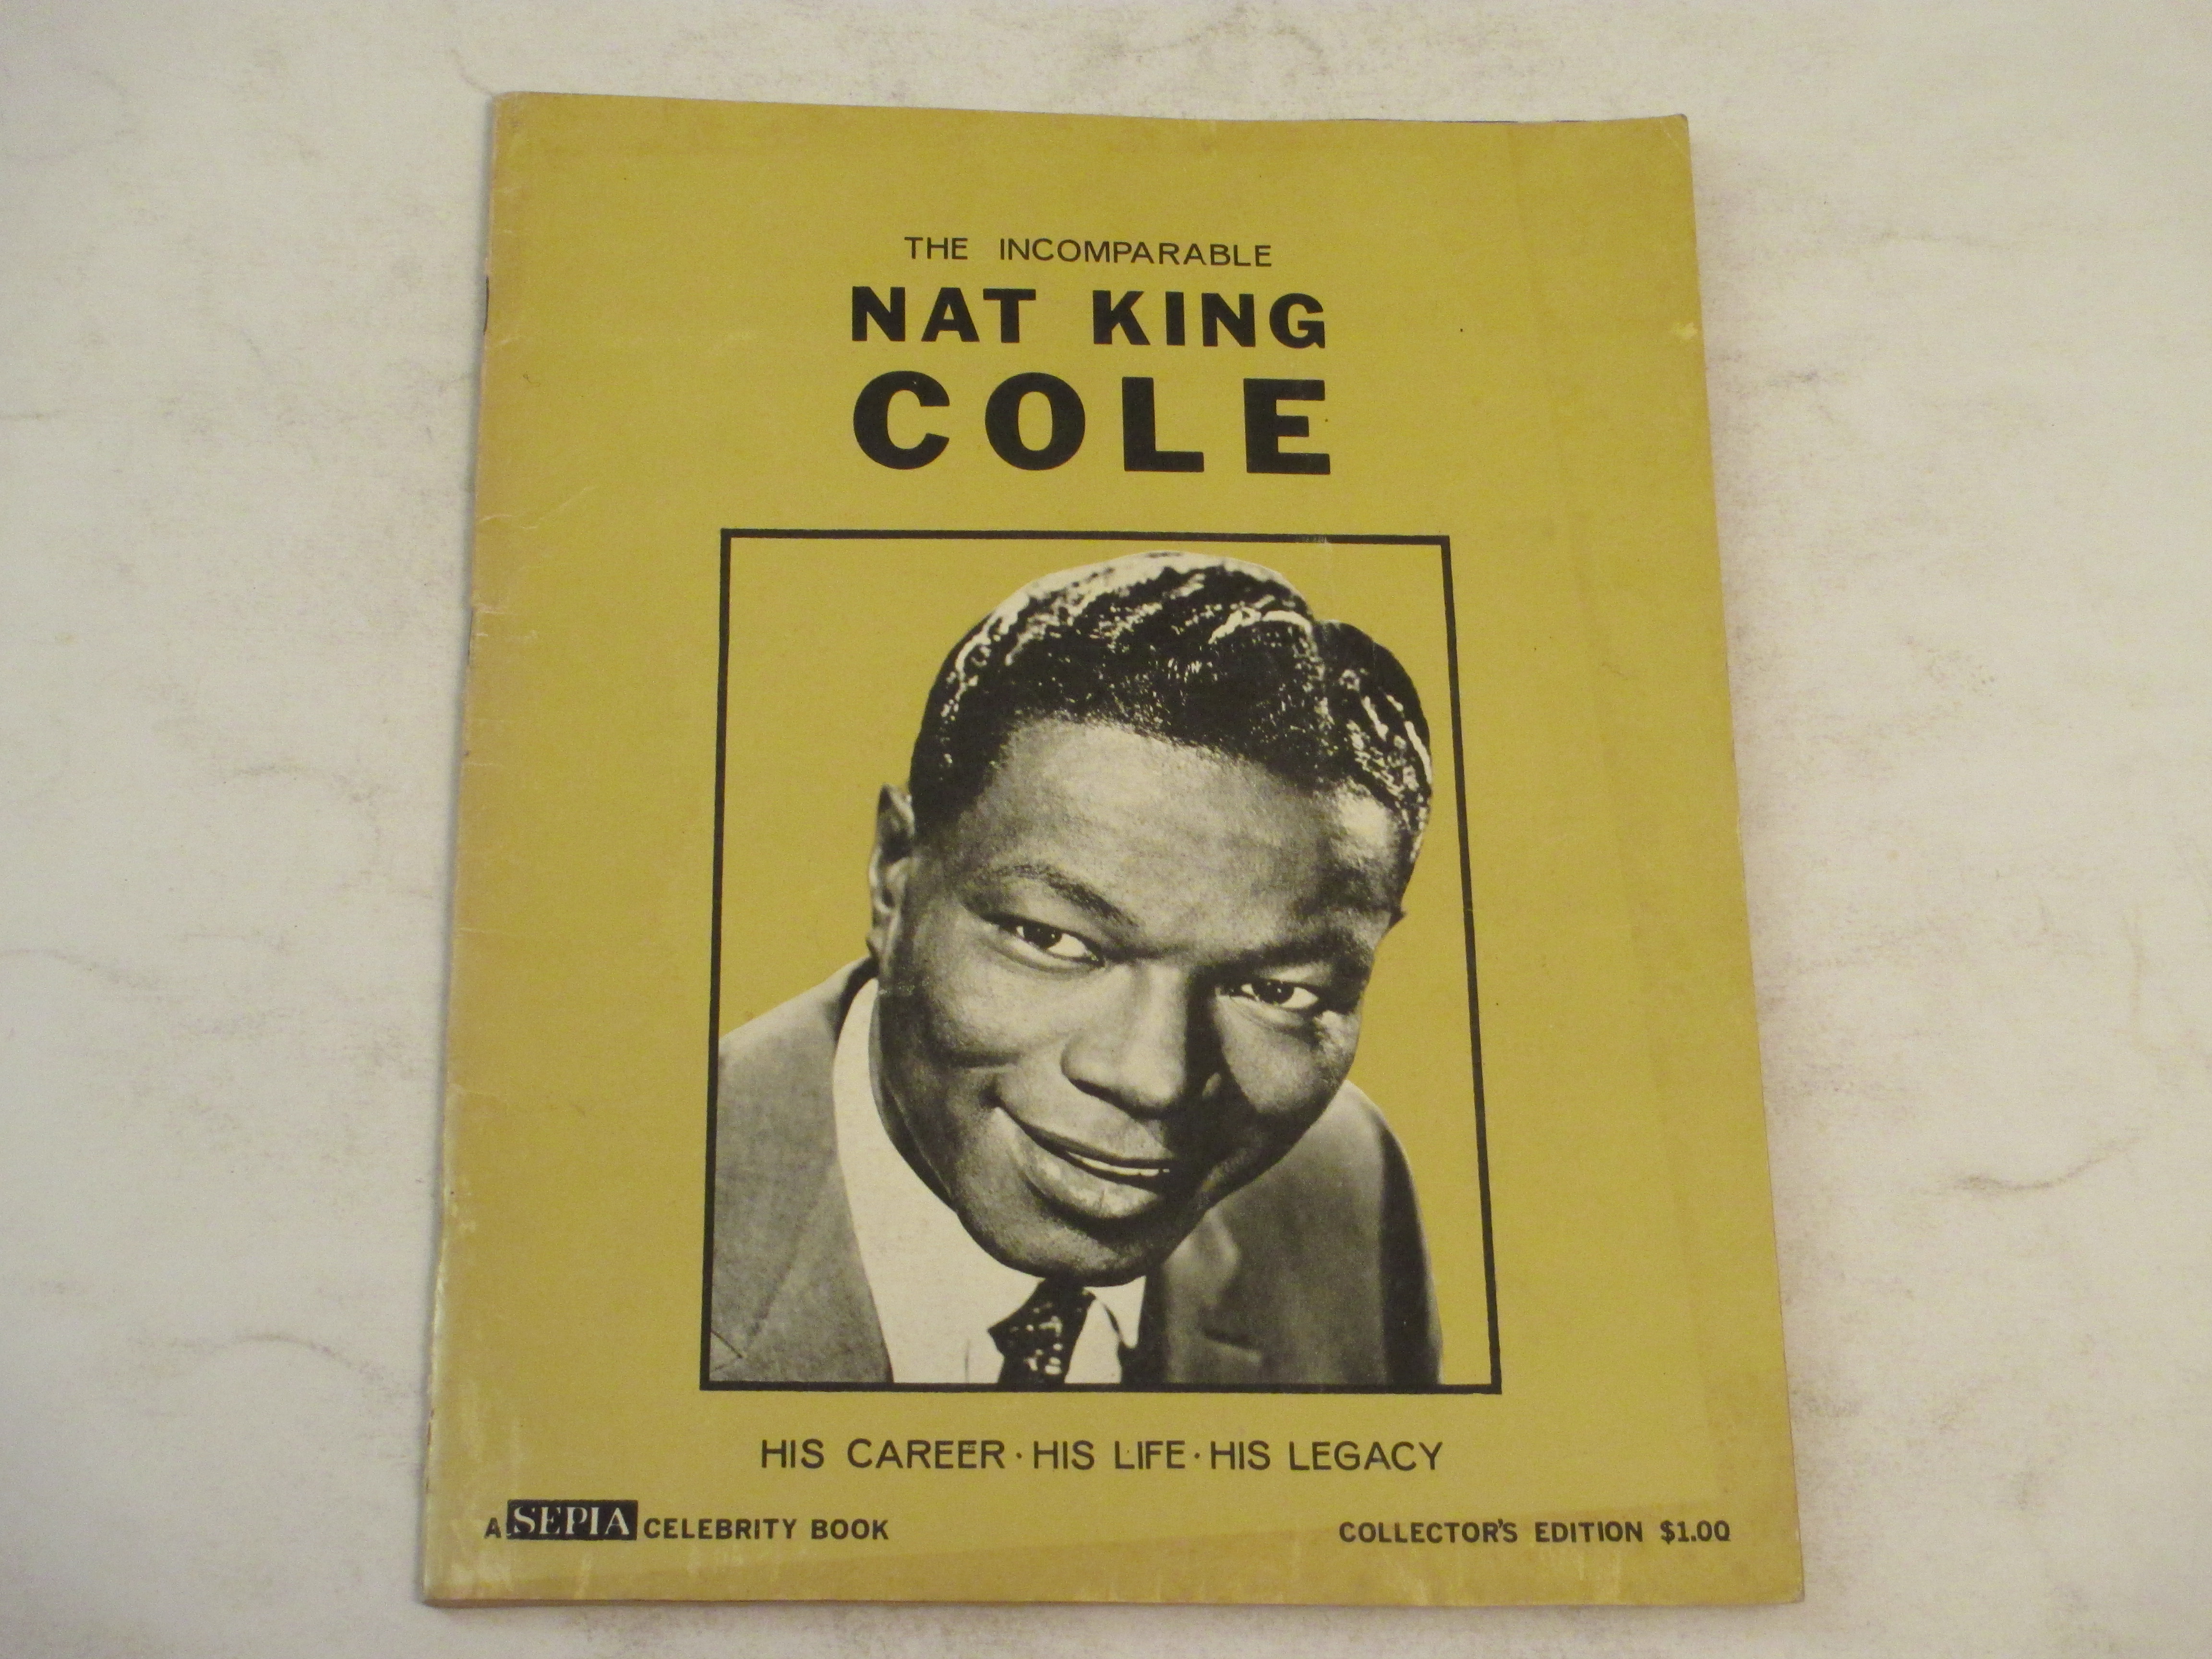 THE INCOMPARABLE
NAT KING
COLE
HIS CAREER · HIS LIFE · HIS LEGACY
A SEPIA CELEBRITY BOOK
COLLECTOR'S EDITION $1.00